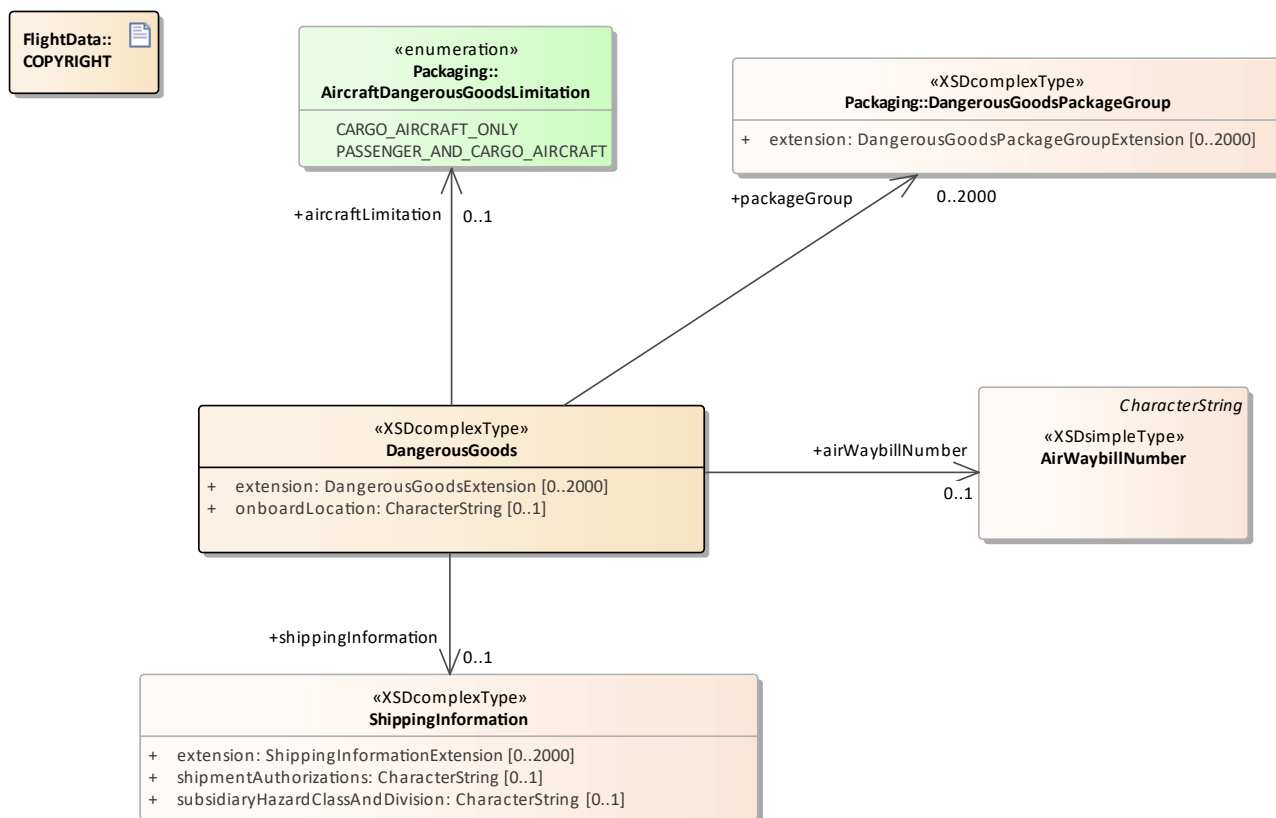 FlightData::
COPYRIGHT
«enumeration»
Packaging::
AircraftDangerousGoodsLimitation
CARGO_AIRCRAFT_ONLY
PASSENGER_AND_CARGO_AIRCRAFT
«XSDcomplexType»
Packaging::DangerousGoodsPackageGroup
+ extension: DangerousGoodsPackageGroupExtension [0..2000]
+aircraftLimitation
0..1
+packageGroup
0..2000
«XSDcomplexType»
DangerousGoods
+ extension: DangerousGoodsExtension [0..2000]
+ onboardLocation: CharacterString [0..1]
+airWaybillNumber
0..1
CharacterString
«XSDsimpleType»
AirWaybillNumber
+shippingInformation
0..1
«XSDcomplexType»
ShippingInformation
+ extension: ShippingInformationExtension [0..2000]
+ shipmentAuthorizations: CharacterString [0..1]
+ subsidiaryHazardClassAndDivision: CharacterString [0..1]